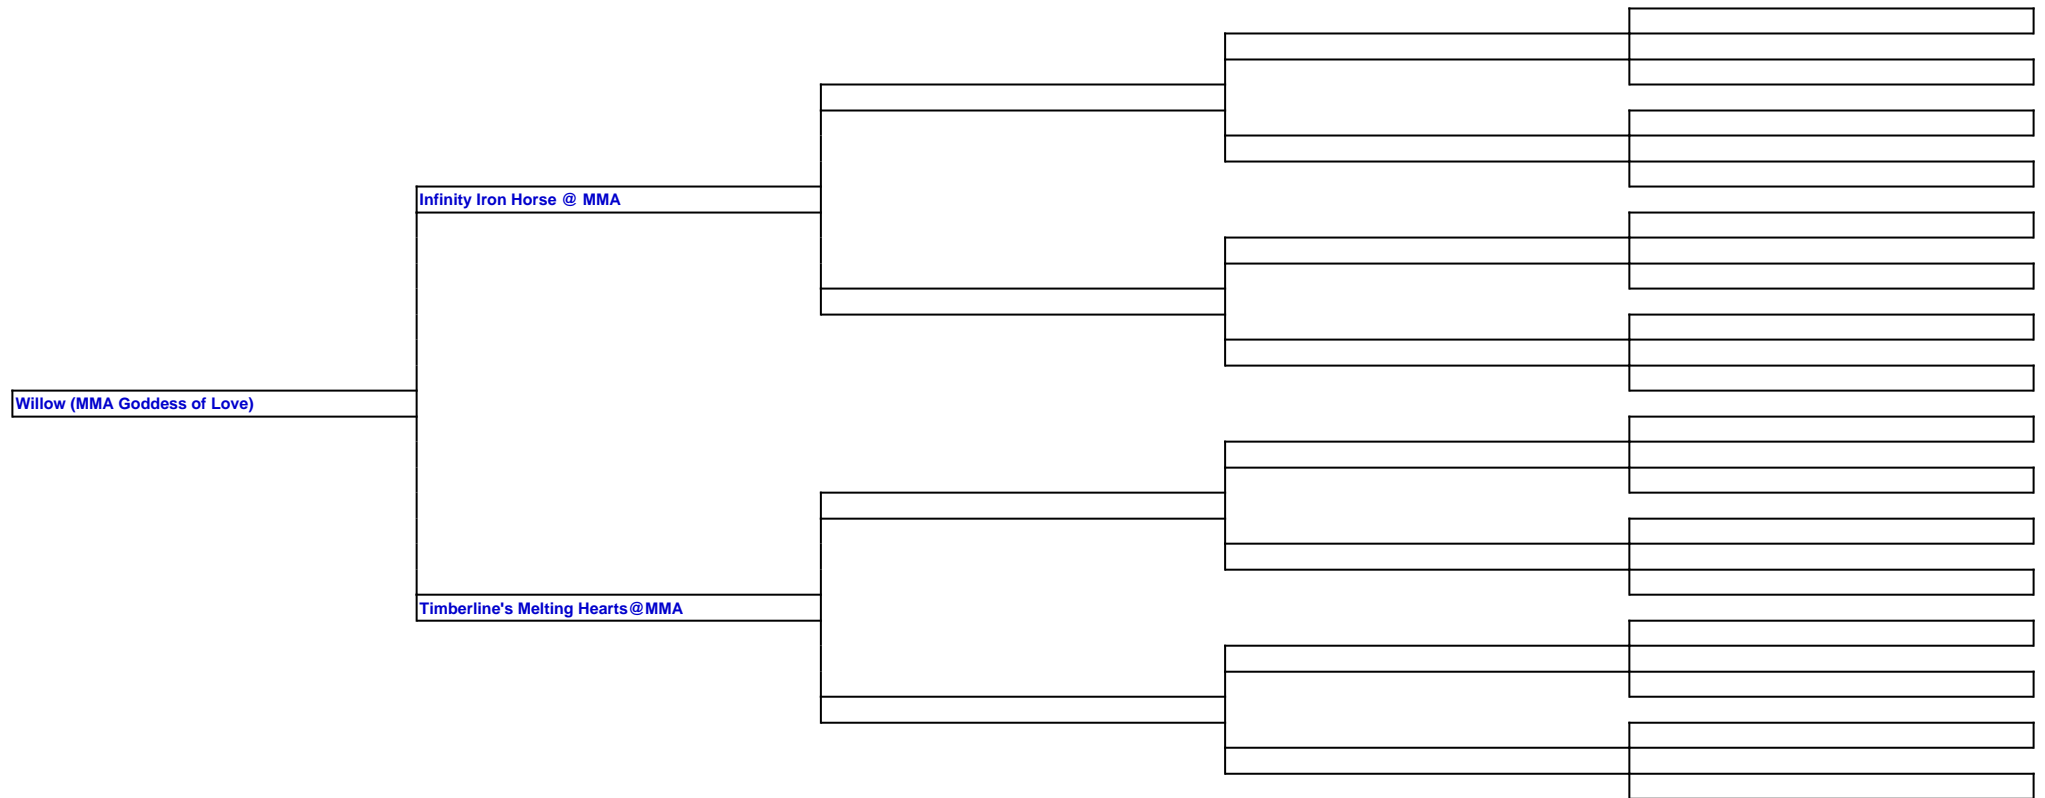 Infinity Iron Horse @ MMA
Willow (MMA Goddess of Love)
Timberline's Melting Hearts@MMA